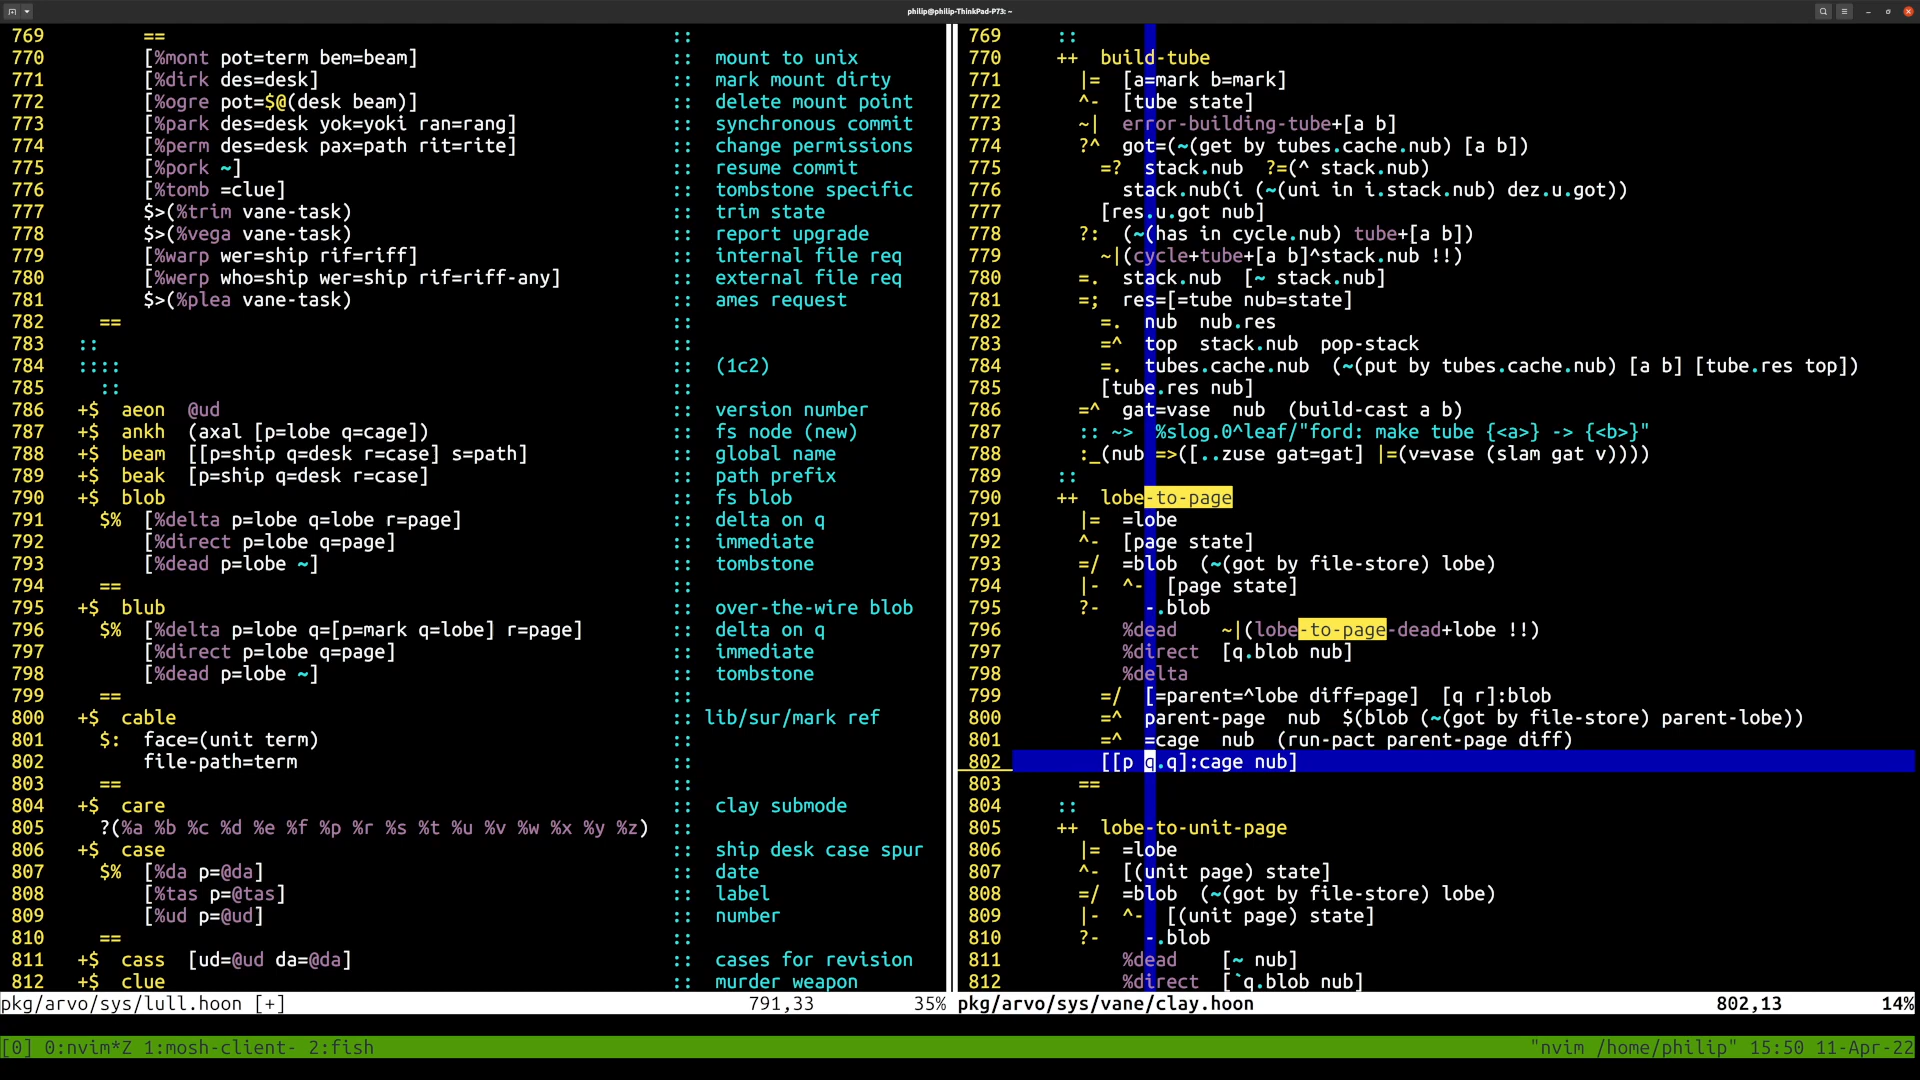 philip@philip-ThinkPad-P73: ~
769 == ::
770 [%mont pot=term bem=beam] :: mount to unix
771 [%dirk des=desk] :: mark mount dirty
772 [%ogre pot=$@(desk beam)] :: delete mount point
773 [%park des=desk yok=yoki ran=rang] :: synchronous commit
774 [%perm des=desk pax=path rit=rite] :: change permissions
775 [%pork ~] :: resume commit
776 [%tomb =clue] :: tombstone specific
777 $>(%trim vane-task) :: trim state
778 $>(%vega vane-task) :: report upgrade
779 [%warp wer=ship rif=riff] :: internal file req
780 [%werp who=ship wer=ship rif=riff-any] :: external file req
781 $>(%plea vane-task) :: ames request
782 == ::
783 :: ::
784 :::: :: (1c2)
785 :: ::
786 +$ aeon @ud :: version number
787 +$ ankh (axal [p=lobe q=cage]) :: fs node (new)
788 +$ beam [[p=ship q=desk r=case] s=path] :: global name
789 +$ beak [p=ship q=desk r=case] :: path prefix
790 +$ blob :: fs blob
791 $% [%delta p=lobe q=lobe r=page] :: delta on q
792 [%direct p=lobe q=page] :: immediate
793 [%dead p=lobe ~] :: tombstone
794 == ::
795 +$ blub :: over-the-wire blob
796 $% [%delta p=lobe q=[p=mark q=lobe] r=page] :: delta on q
797 [%direct p=lobe q=page] :: immediate
798 [%dead p=lobe ~] :: tombstone
799 == ::
800 +$ cable :: lib/sur/mark ref
801 $: face=(unit term) ::
802 file-path=term ::
803 == ::
804 +$ care :: clay submode
805 ?(%a %b %c %d %e %f %p %r %s %t %u %v %w %x %y %z) ::
806 +$ case :: ship desk case spur
807 $% [%da p=@da] :: date
808 [%tas p=@tas] :: label
809 [%ud p=@ud] :: number
810 == ::
811 +$ cass [ud=@ud da=@da] :: cases for revision
812 +$ clue :: murder weapon
pkg/arvo/sys/lull.hoon [+] 791,33 35%
769 ::
770 ++ build-tube
771 |= [a=mark b=mark]
772 ^- [tube state]
773 ~| error-building-tube+[a b]
774 ?^ got=(~(get by tubes.cache.nub) [a b])
775 =? stack.nub ?=(^ stack.nub)
776 stack.nub(i (~(uni in i.stack.nub) dez.u.got))
777 [res.u.got nub]
778 ?: (~(has in cycle.nub) tube+[a b])
779 ~|(cycle+tube+[a b]^stack.nub !!)
780 =. stack.nub [~ stack.nub]
781 =; res=[=tube nub=state]
782 =. nub nub.res
783 =^ top stack.nub pop-stack
784 =. tubes.cache.nub (~(put by tubes.cache.nub) [a b] [tube.res top])
785 [tube.res nub]
786 =^ gat=vase nub (build-cast a b)
787 :: ~> %slog.0^leaf/"ford: make tube {<a>} -> {<b>}"
788 :_(nub =>([..zuse gat=gat] |=(v=vase (slam gat v))))
789 ::
790 ++ lobe-to-page
791 |= =lobe
792 ^- [page state]
793 =/ =blob (~(got by file-store) lobe)
794 |- ^- [page state]
795 ?- -.blob
796 %dead ~|(lobe-to-page-dead+lobe !!)
797 %direct [q.blob nub]
798 %delta
799 =/ [=parent=^lobe diff=page] [q r]:blob
800 =^ parent-page nub $(blob (~(got by file-store) parent-lobe))
801 =^ =cage nub (run-pact parent-page diff)
802 [[p q.q]:cage nub]
803 ==
804 ::
805 ++ lobe-to-unit-page
806 |= =lobe
807 ^- [(unit page) state]
808 =/ =blob (~(got by file-store) lobe)
809 |- ^- [(unit page) state]
810 ?- -.blob
811 %dead [~ nub]
812 %direct [`q.blob nub]
pkg/arvo/sys/vane/clay.hoon 802,13 14%
[0] 0:nvim*Z 1:mosh-client- 2:fish "nvim /home/philip" 15:50 11-Apr-22